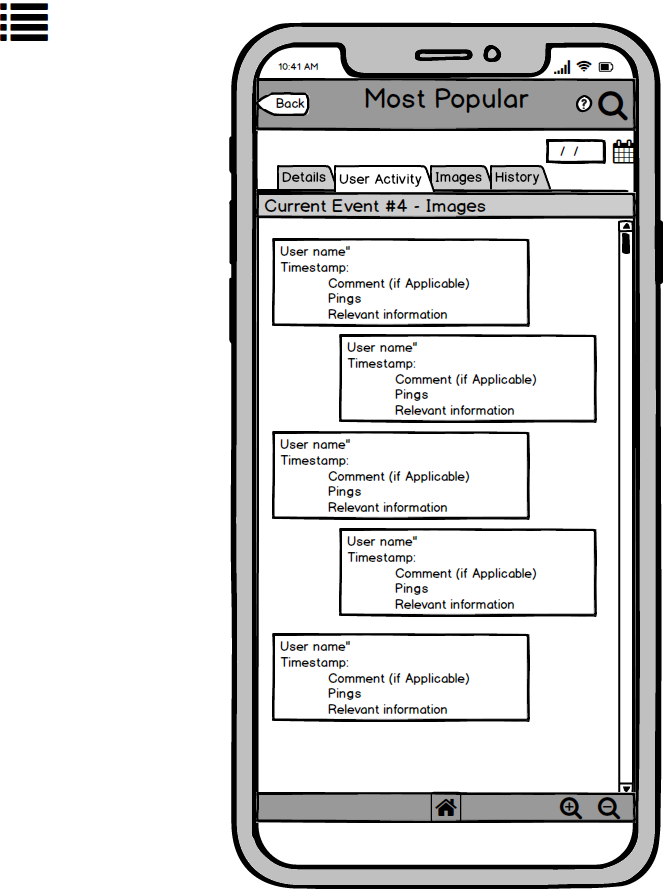 10:41 AM
Back
Most Popular
?
/ /
Details
User Activity
Images
History
Current Event #4 - Images
User name"
Timestamp:
Comment (if Applicable)
Pings
Relevant information
User name"
Timestamp:
Comment (if Applicable)
Pings
Relevant information
User name"
Timestamp:
Comment (if Applicable)
Pings
Relevant information
User name"
Timestamp:
Comment (if Applicable)
Pings
Relevant information
User name"
Timestamp:
Comment (if Applicable)
Pings
Relevant information